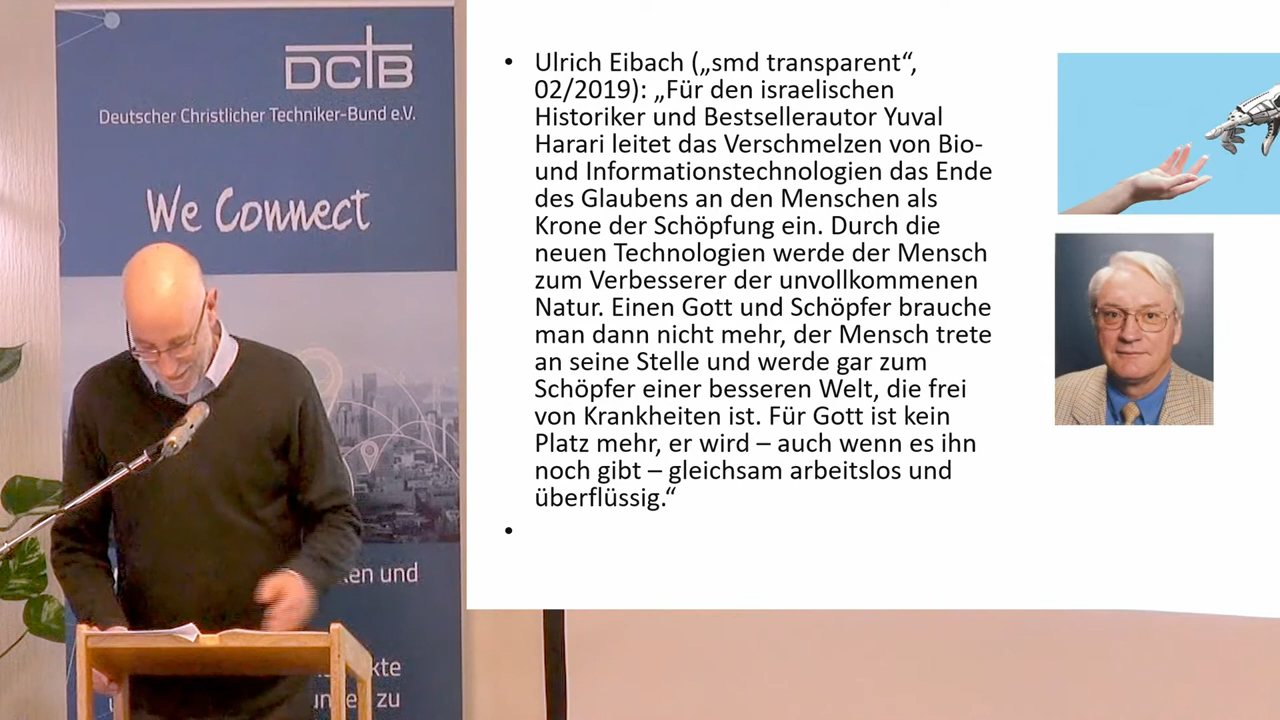 DCTB
Deutscher Christlicher Techniker-Bund e.V.
We Connect
und
zu
• Ulrich Eibach („smd transparent“,
02/2019): „Für den israelischen
Historiker und Bestsellerautor Yuval
Harari leitet das Verschmelzen von Bio-
und Informationstechnologien das Ende
des Glaubens an den Menschen als
Krone der Schöpfung ein. Durch die
neuen Technologien werde der Mensch
zum Verbesserer der unvollkommenen
Natur. Einen Gott und Schöpfer brauche
man dann nicht mehr, der Mensch trete
an seine Stelle und werde gar zum
Schöpfer einer besseren Welt, die frei
von Krankheiten ist. Für Gott ist kein
Platz mehr, er wird – auch wenn es ihn
noch gibt – gleichsam arbeitslos und
überflüssig.“
•